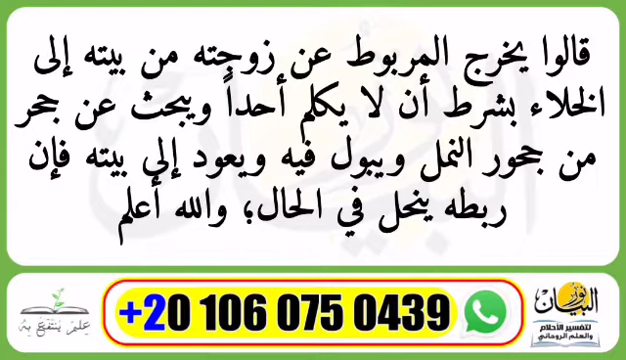 قالوا يخرج المربوط عن زوجته من بيته إلى
الخلاء بشرط أن لا يكلم أحداً ويبحث عن جحر
من جحور النمل ويبول فيه ويعود إلى بيته فإن
ربطه ينحل في الحال؛ والله أعلم
علم ينتفع به
+20 106 075 0439
نور البيان
لتفسير الأحلام
والعلم الروحاني